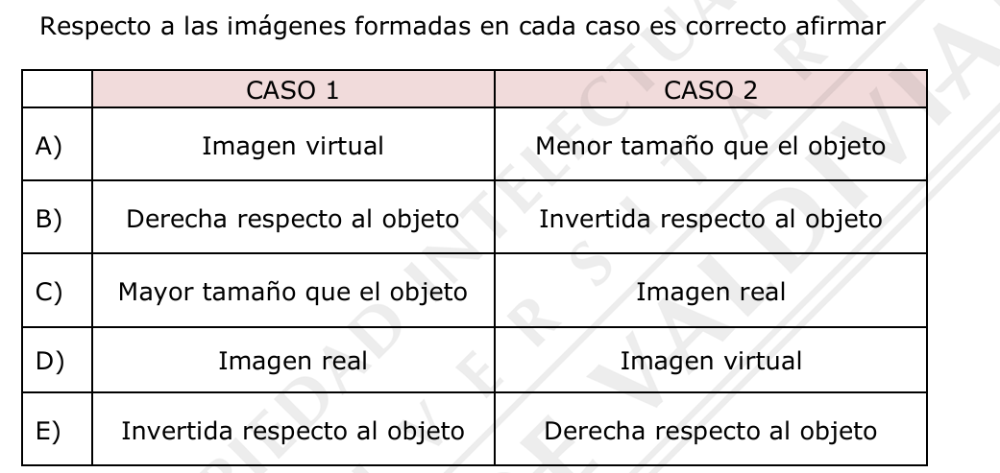 Respecto a las imágenes formadas en cada caso es correcto afirmar
CASO 1 CASO 2
A) Imagen virtual Menor tamaño que el objeto
B) Derecha respecto al objeto Invertida respecto al objeto
C) Mayor tamaño que el objeto Imagen real
D) Imagen real Imagen virtual
E) Invertida respecto al objeto Derecha respecto al objeto